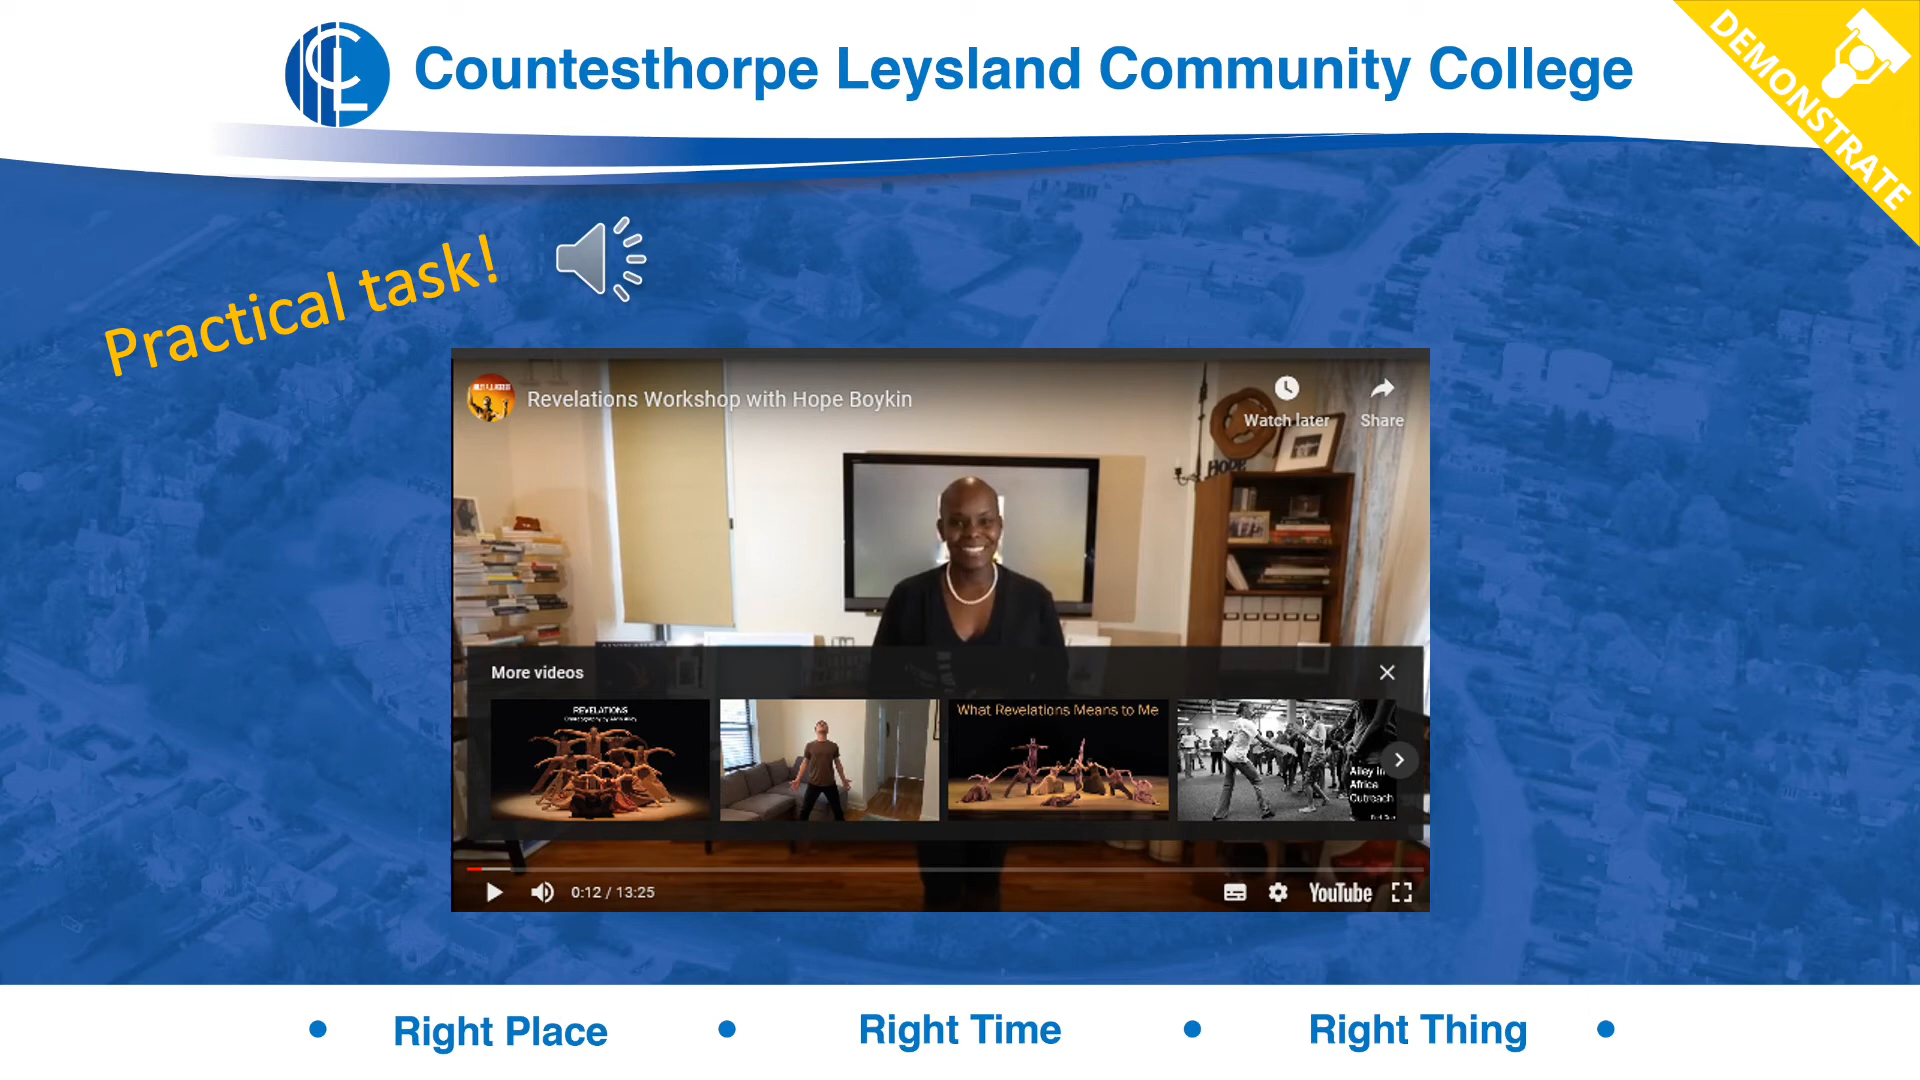 Countesthorpe Leysland Community College
DEMONSTRATE
Practical task!
Revelations Workshop with Hope Boykin
Watch later
Share
Hope
More videos
REVELATIONS
What Revelations Means to Me
Alley in
Africa
Outreach
0:12 / 13:25
YouTube
Right Place
Right Time
Right Thing